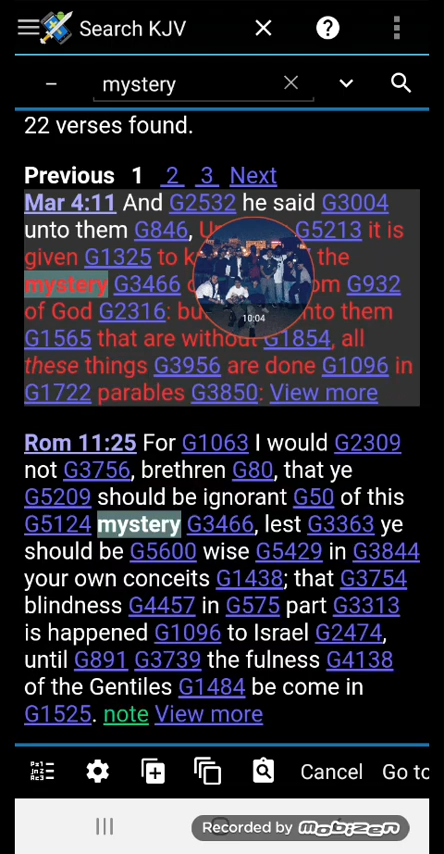 Search KJV
mystery
22 verses found.
Previous 1 2 3 Next
Mar 4:11 And G2532 he said G3004
unto them G846, G5213 it is
given G1325 to the
mystery G3466 G932
of God G2316: unto them
G1565 that are without G1854, all
these things G3956 are done G1096 in
G1722 parables G3850: View more
10:04
Rom 11:25 For G1063 I would G2309
not G3756, brethren G80, that ye
G5209 should be ignorant G50 of this
G5124 mystery G3466, lest G3363 ye
should be G5600 wise G5429 in G3844
your own conceits G1438; that G3754
blindness G4457 in G575 part G3313
is happened G1096 to Israel G2474,
until G891 G3739 the fulness G4138
of the Gentiles G1484 be come in
G1525. note View more
Cancel Go to
Recorded by mobizen